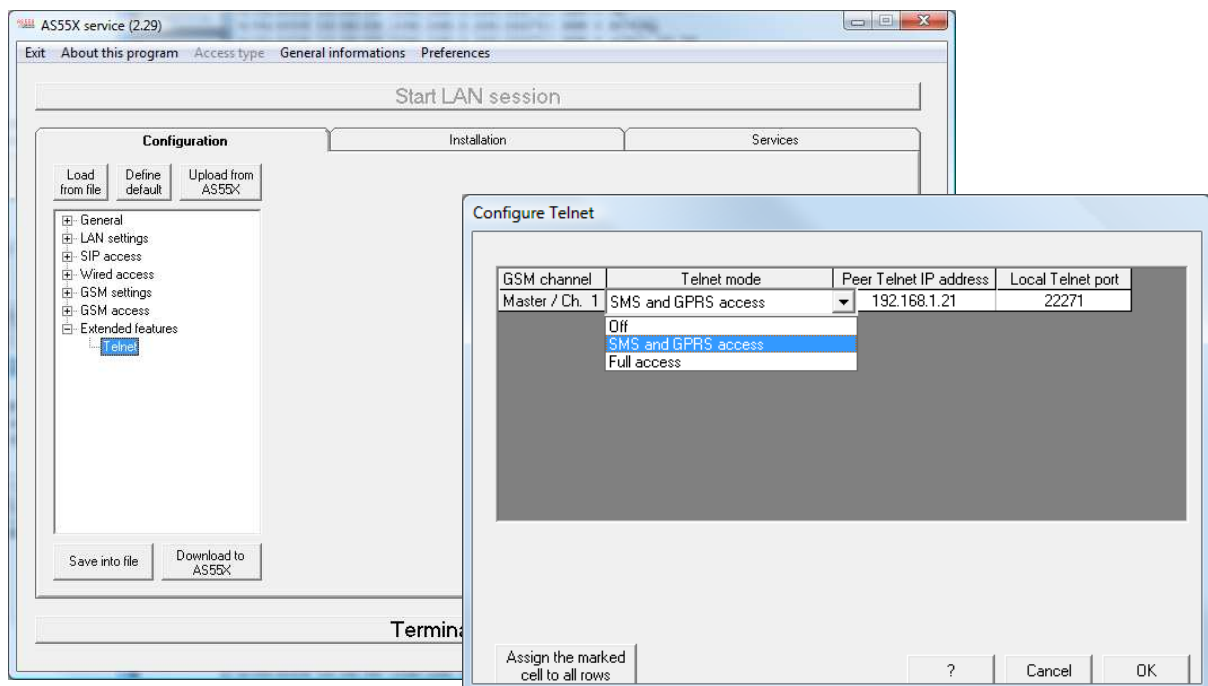 AS55X service (2.29)
Exit About this program Access type General informations Preferences
Start LAN session
Configuration Installation Services
Load from file
Define default
Upload from AS55X
General
LAN settings
SIP access
Wired access
GSM settings
GSM access
Extended features
Telnet
Save into file
Download to AS55X
Configure Telnet
GSM channel Telnet mode Peer Telnet IP address Local Telnet port
Master / Ch. 1 SMS and GPRS access 192.168.1.21 22271
Off
SMS and GPRS access
Full access
Assign the marked
cell to all rows
? Cancel OK